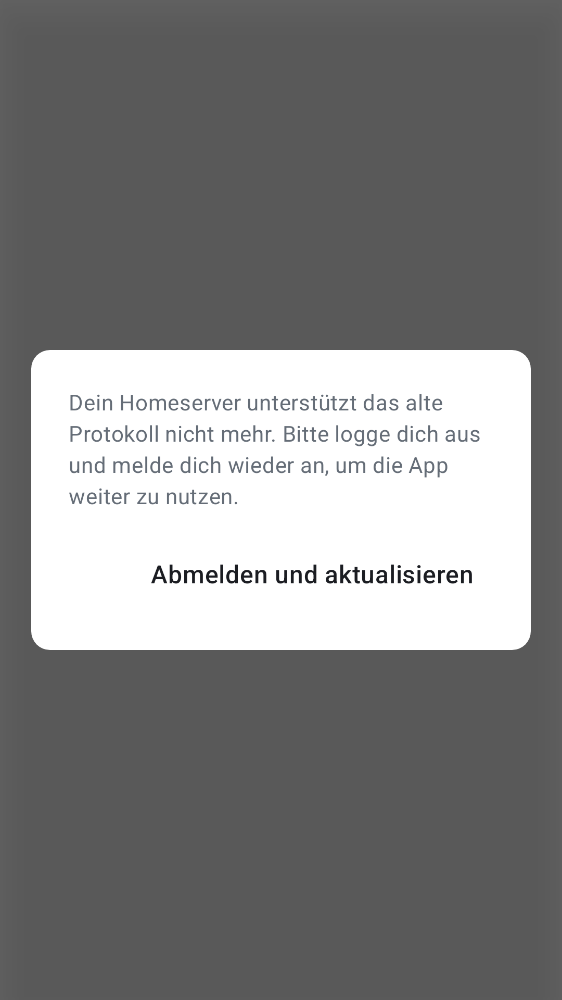 Dein Homeserver unterstützt das alte
Protokoll nicht mehr. Bitte logge dich aus
und melde dich wieder an, um die App
weiter zu nutzen.
Abmelden und aktualisieren